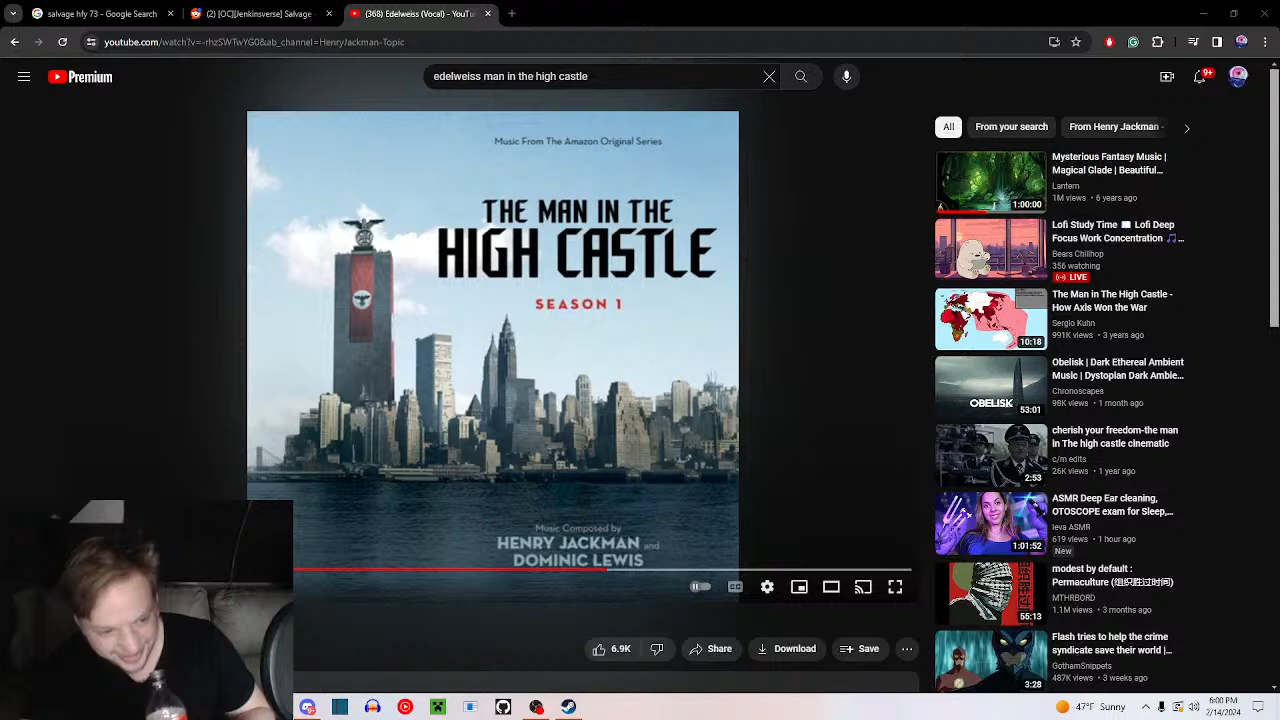 salvage hfy 73 - Google Search
(2) [OC][Jenkinsverse] Salvage
(368) Edelweiss (Vocal) - YouTu
youtube.com/watch?v=-rhzSWTwYG0&ab_channel=HenryJackman-Topic
Premium
edelweiss man in the high castle
9+
Music From The Amazon Original Series
THE MAN IN THE
HIGH CASTLE
SEASON 1
Music Composed by
HENRY JACKMAN and
DOMINIC LEWIS
CC
6.9K
Share
Download
Save
All
From your search
From Henry Jackman -
Mysterious Fantasy Music |
Magical Glade | Beautiful...
Lantern
1M views • 6 years ago
1:00:00
Lofi Study Time Lofi Deep
Focus Work Concentration
...
Bears Chillhop
356 watching
LIVE
The Man in The High Castle -
How Axis Won the War
Sergio Kuhn
991K views • 3 years ago
10:18
Obelisk | Dark Ethereal Ambient
Music | Dystopian Dark Ambie...
Chronoscapes
98K views • 1 month ago
OBELISK
53:01
cherish your freedom-the man
In The high castle cinematic
c/m edits
26K views • 1 year ago
2:53
ASMR Deep Ear cleaning,
OTOSCOPE exam for Sleep,...
Ieva ASMR
619 views • 1 hour ago
1:01:52
New
modest by default :
Permaculture
MTHRBORD
1.1M views • 3 months ago
55:13
Flash tries to help the crime
syndicate save their world |...
GothamSnippets
487K views • 3 weeks ago
3:28
47°F Sunny
6:00 PM
2/14/2024